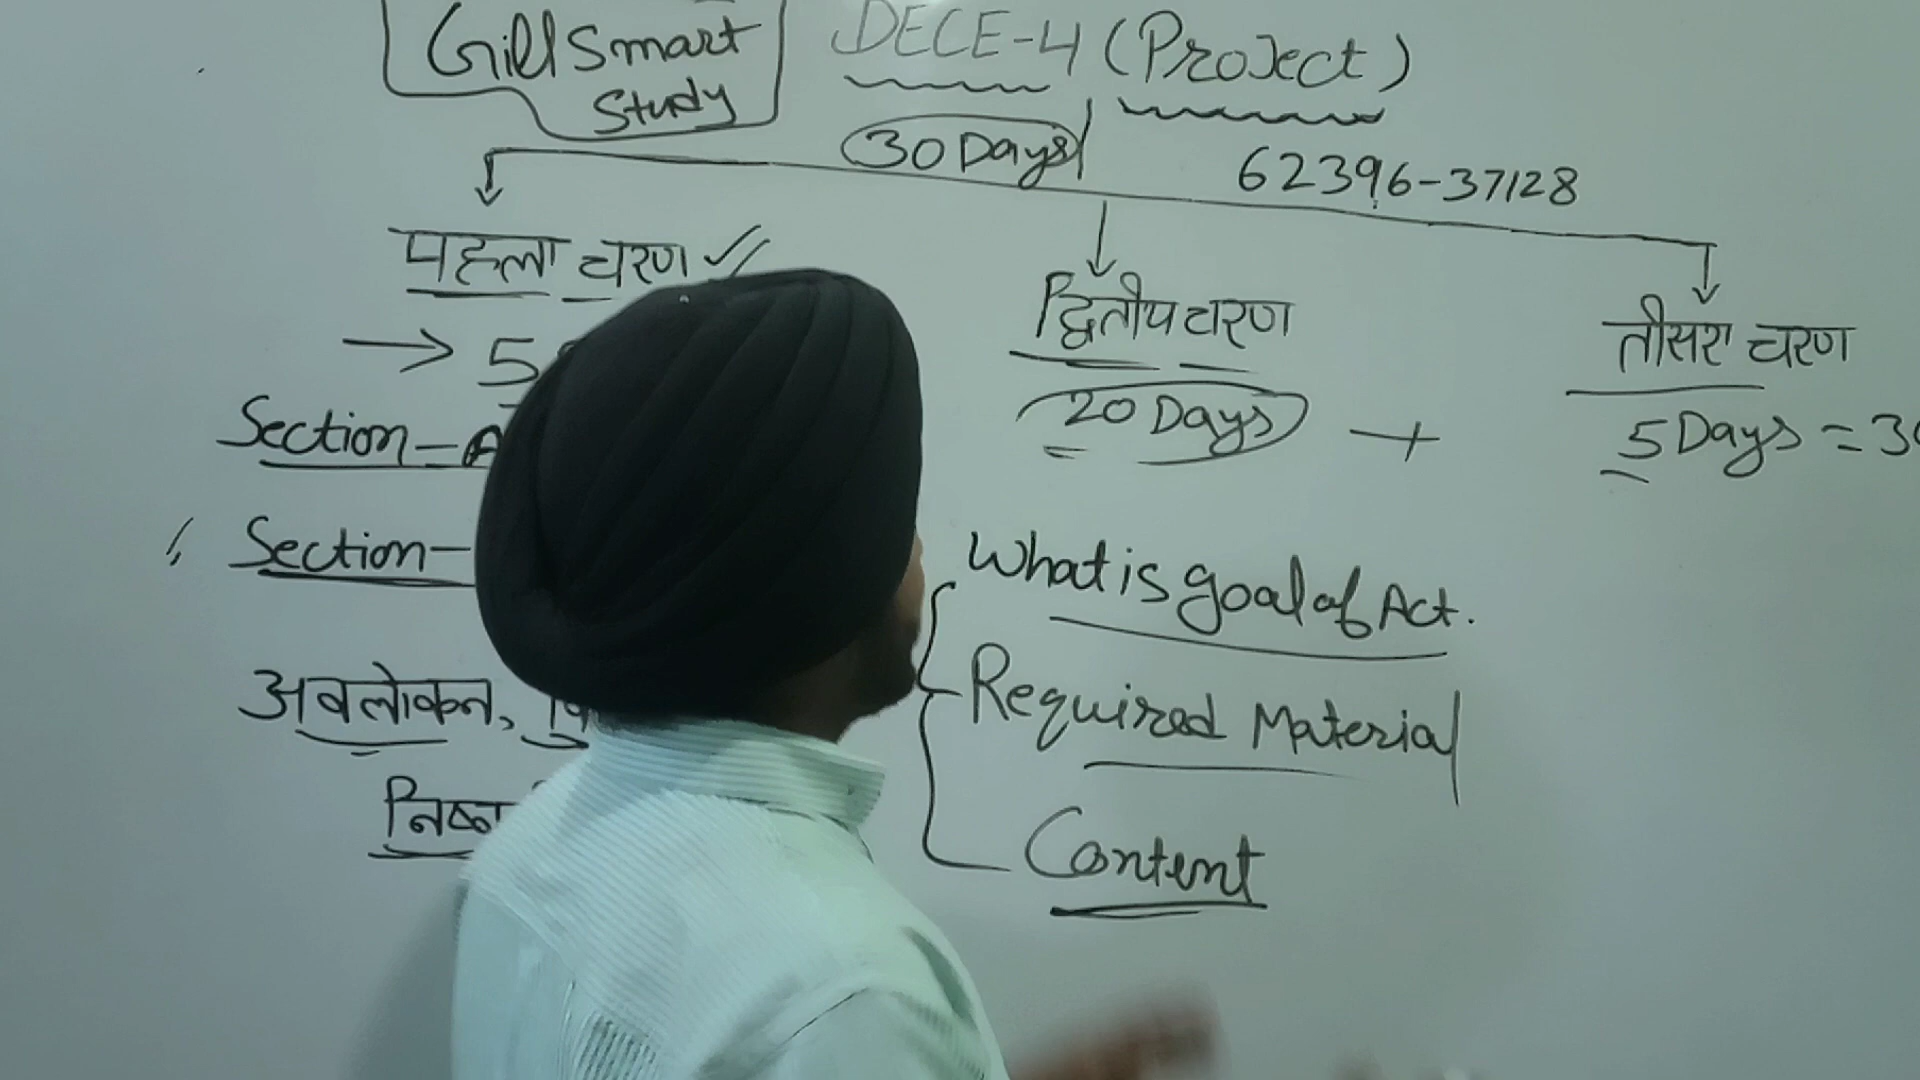 Gill Smart
Study
DECE-4 (Project)
30 Days
62396-37128
पहला चरण
द्वितीय चरण
तीसरा चरण
→ 5
20 Days +
5 Days = 30
Section-A
Section-
What is goal of Act.
Required Material
Content
अवलोकन,